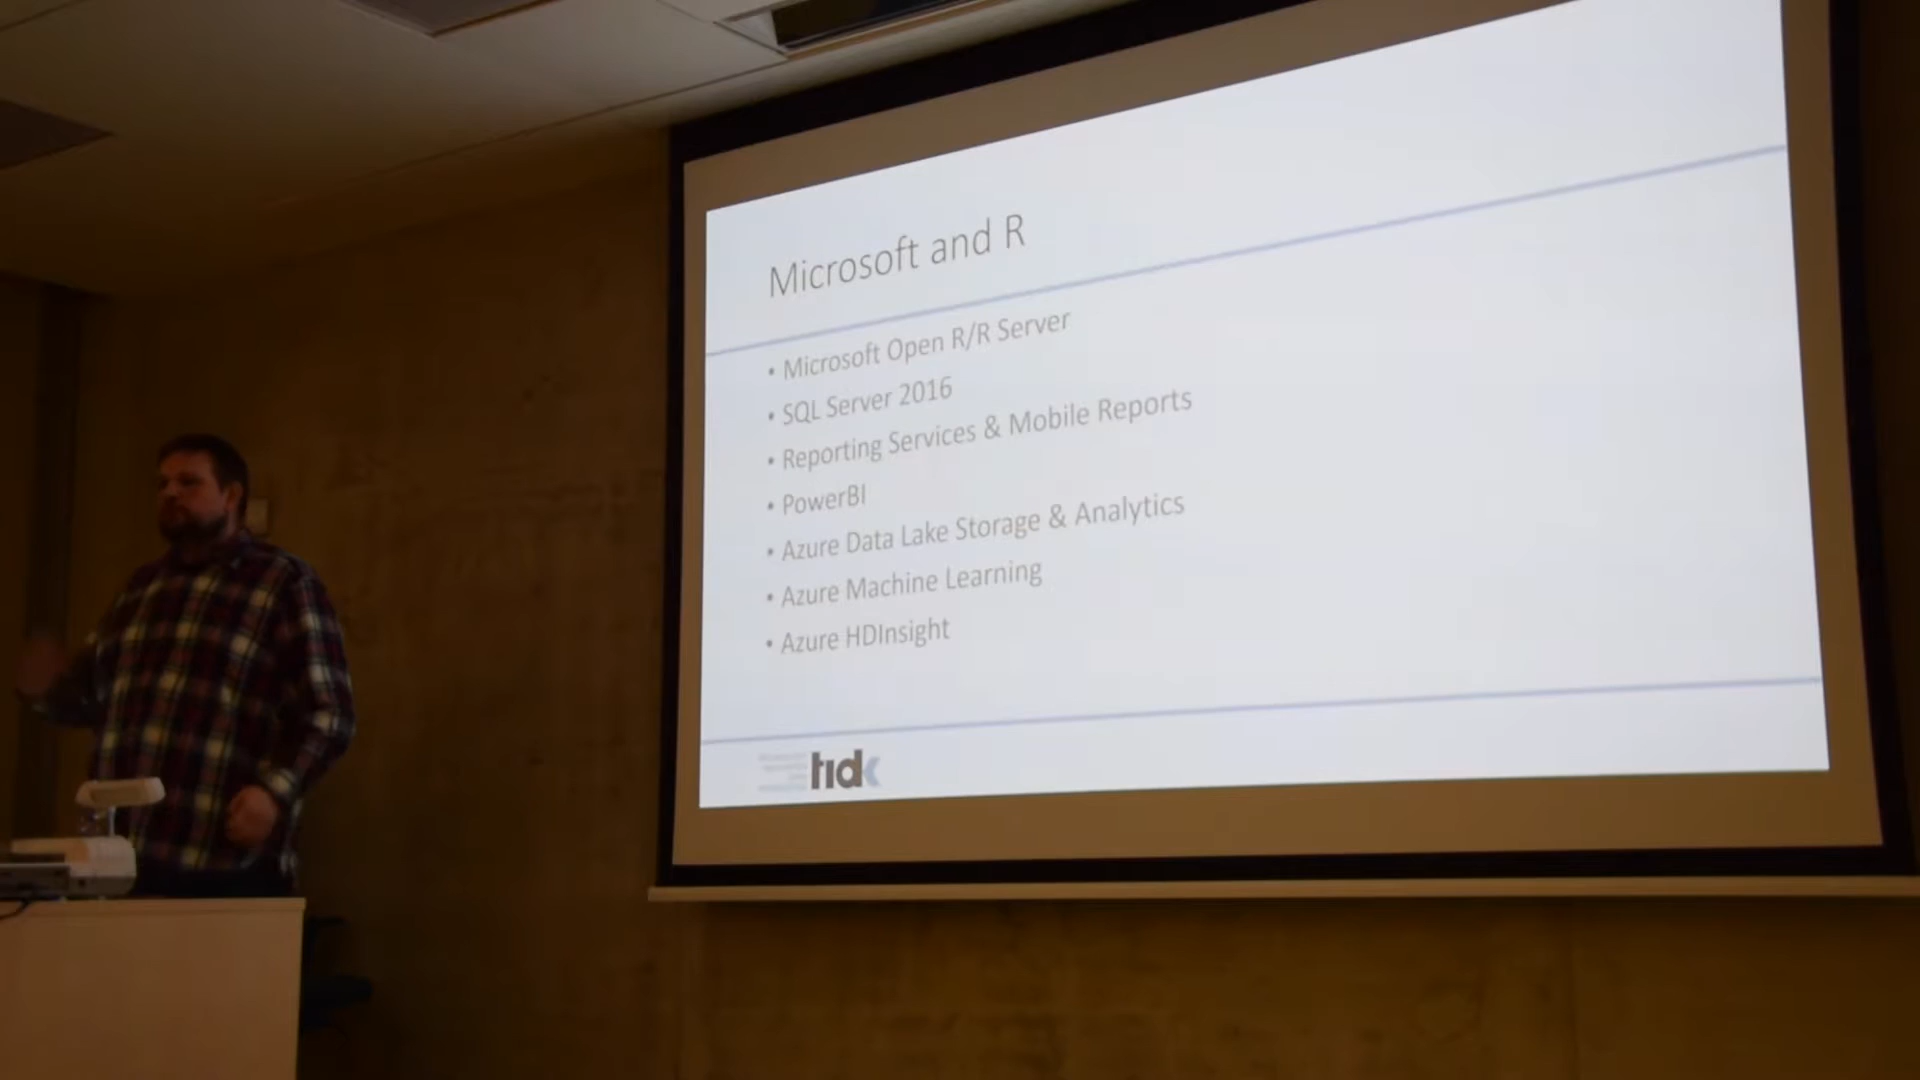 Microsoft and R
• Microsoft Open R/R Server
• SQL Server 2016
• Reporting Services & Mobile Reports
• PowerBI
• Azure Data Lake Storage & Analytics
• Azure Machine Learning
• Azure HDInsight
tidk